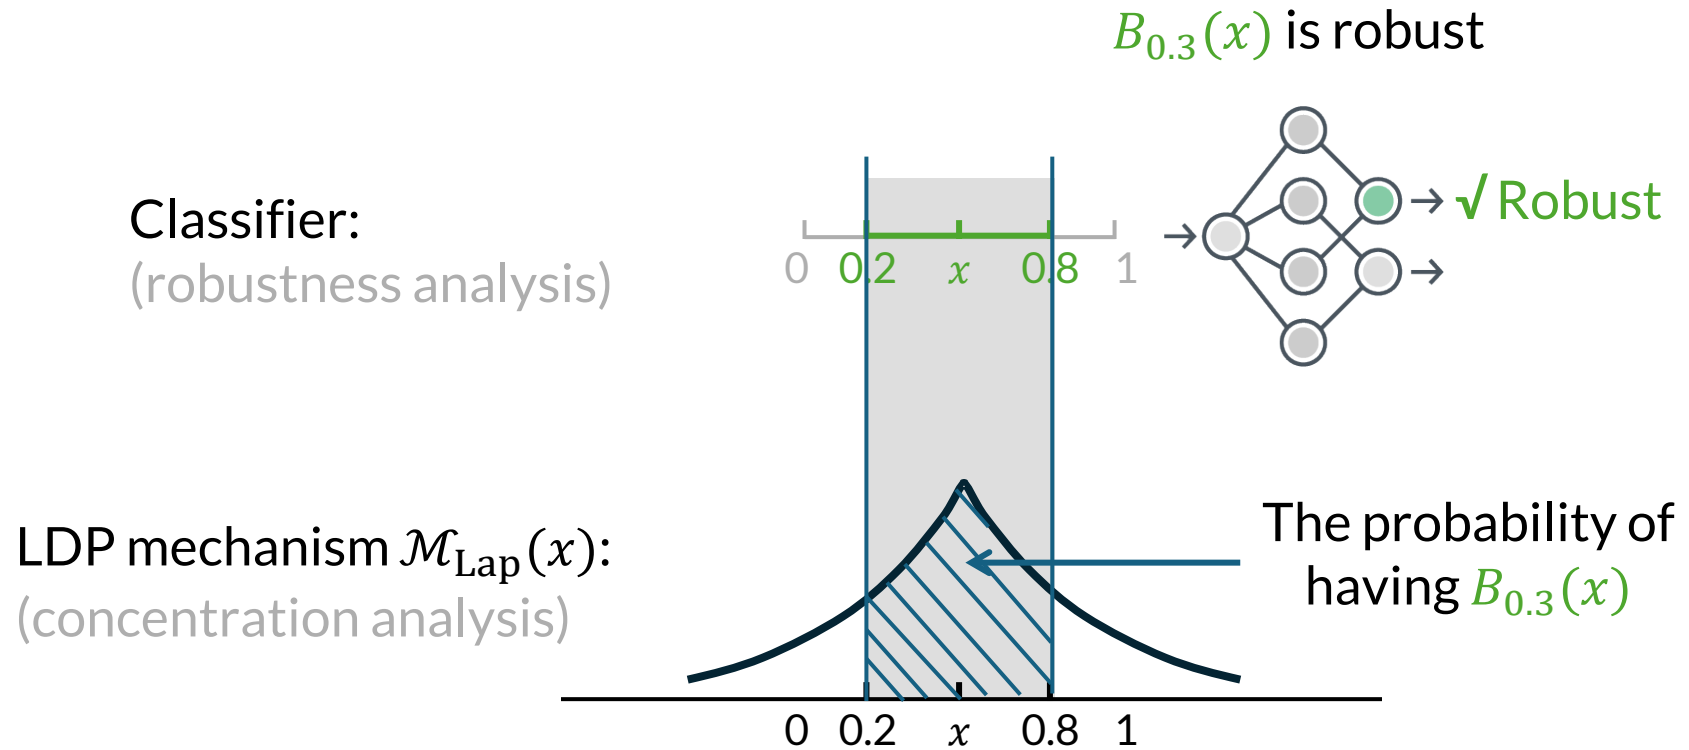 B₀.₃(x) is robust
Classifier:
(robustness analysis)
0 0.2 x 0.8 1
√ Robust
LDP mechanism ℳ_Lap(x):
(concentration analysis)
The probability of
having B₀.₃(x)
0 0.2 x 0.8 1